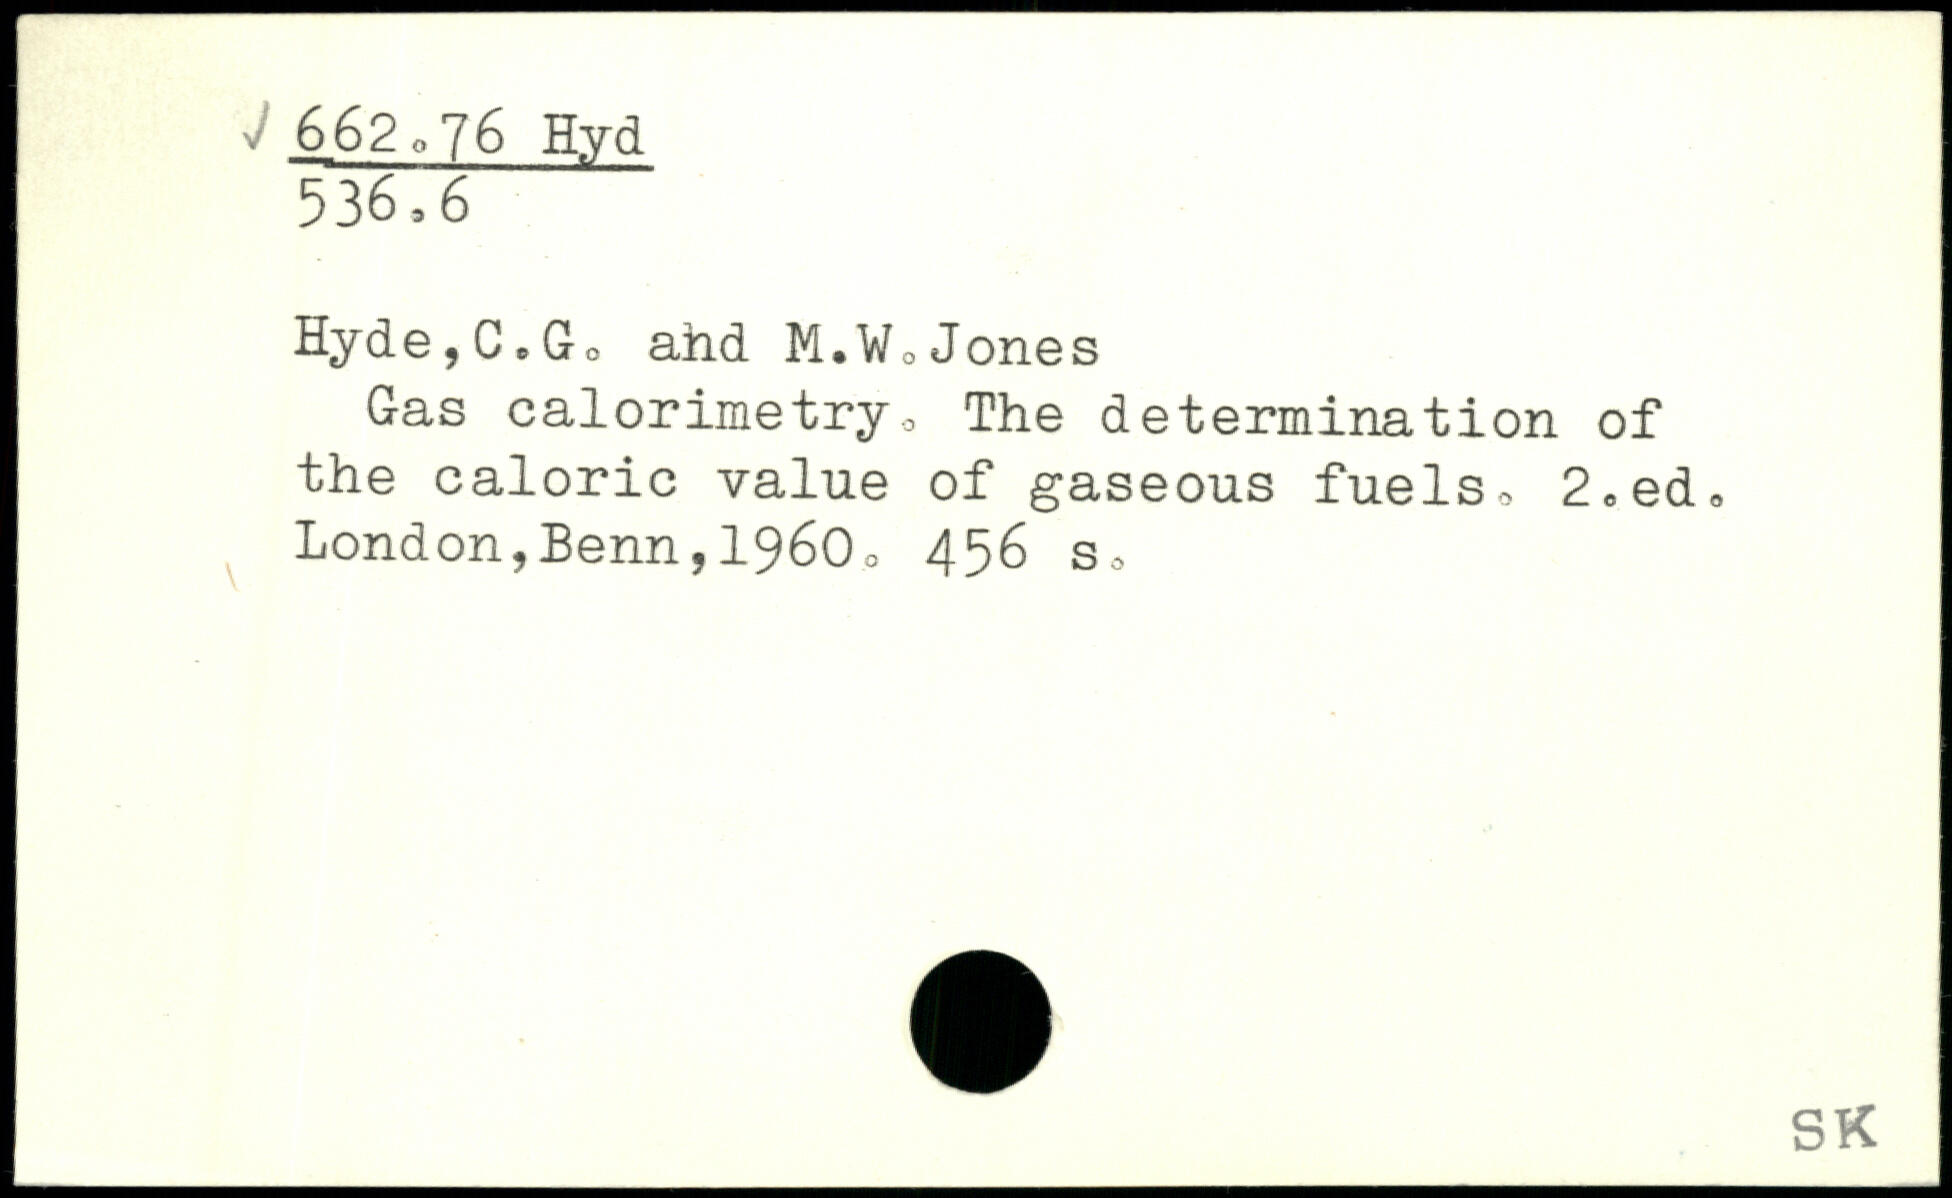 ✓ 662.76 Hyd
536.6
Hyde,C.G. and M.W.Jones
Gas calorimetry. The determination of
the caloric value of gaseous fuels. 2.ed.
London,Benn,1960. 456 s.
SK